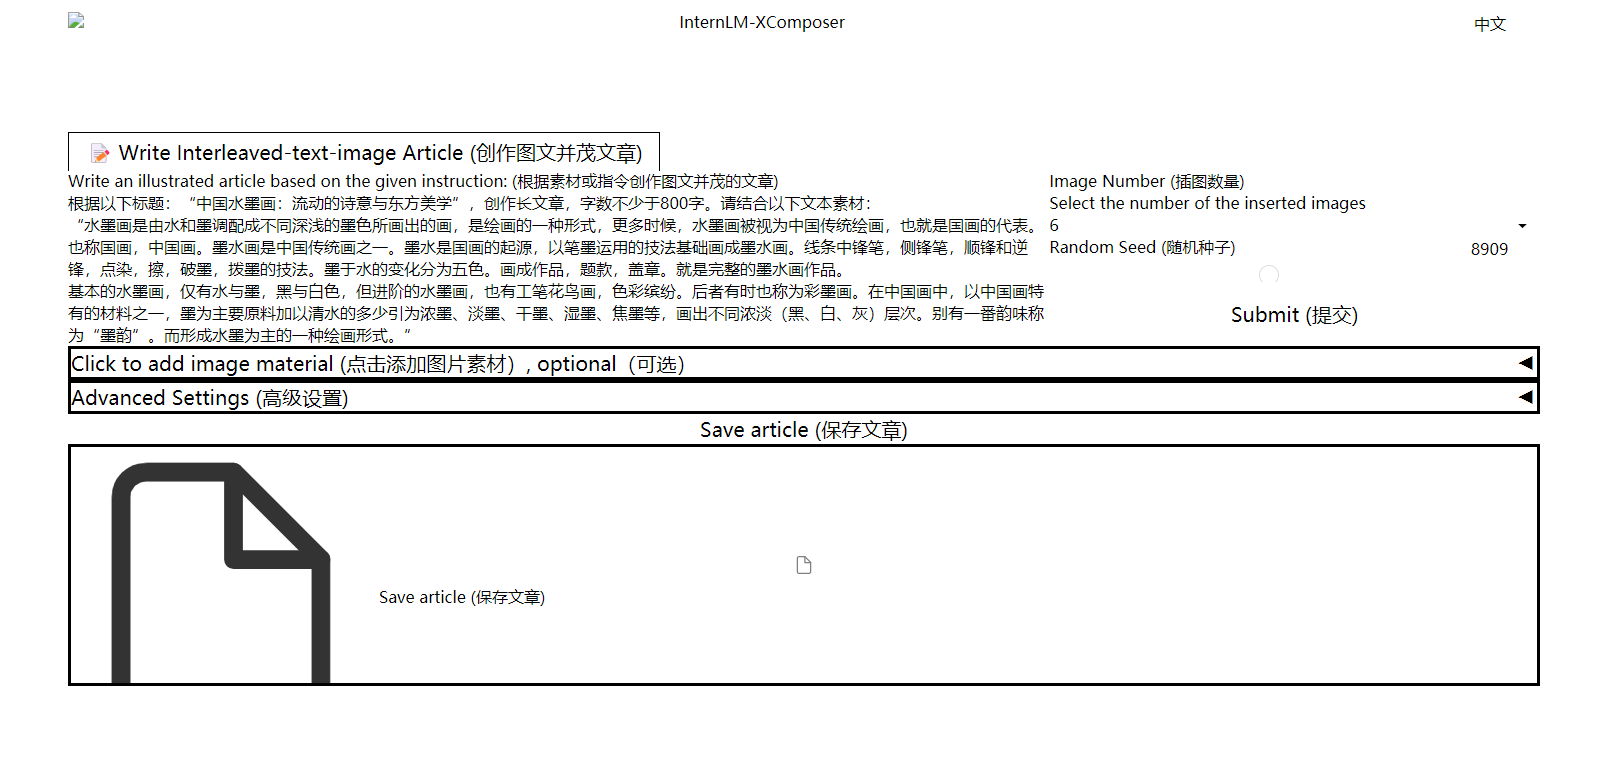 InternLM-XComposer
中文
📝 Write Interleaved-text-image Article (创作图文并茂文章)
Write an illustrated article based on the given instruction: (根据素材或指令创作图文并茂的文章)
根据以下标题：“中国水墨画：流动的诗意与东方美学”，创作长文章，字数不少于800字。请结合以下文本素材：
“水墨画是由水和墨调配成不同深浅的墨色所画出的画，是绘画的一种形式，更多时候，水墨画被视为中国传统绘画，也就是国画的代表。
也称国画，中国画。墨水画是中国传统画之一。墨水是国画的起源，以笔墨运用的技法基础画成墨水画。线条中锋笔，侧锋笔，顺锋和逆
锋，点染，擦，破墨，拨墨的技法。墨于水的变化分为五色。画成作品，题款，盖章。就是完整的墨水画作品。
基本的水墨画，仅有水与墨，黑与白色，但进阶的水墨画，也有工笔花鸟画，色彩缤纷。后者有时也称为彩墨画。在中国画中，以中国画特
有的材料之一，墨为主要原料加以清水的多少引为浓墨、淡墨、干墨、湿墨、焦墨等，画出不同浓淡（黑、白、灰）层次。别有一番韵味称
为“墨韵”。而形成水墨为主的一种绘画形式。”
Image Number (插图数量)
Select the number of the inserted images
6
Random Seed (随机种子)
8909
Submit (提交)
Click to add image material (点击添加图片素材）, optional（可选）
Advanced Settings (高级设置)
Save article (保存文章)
Save article (保存文章)